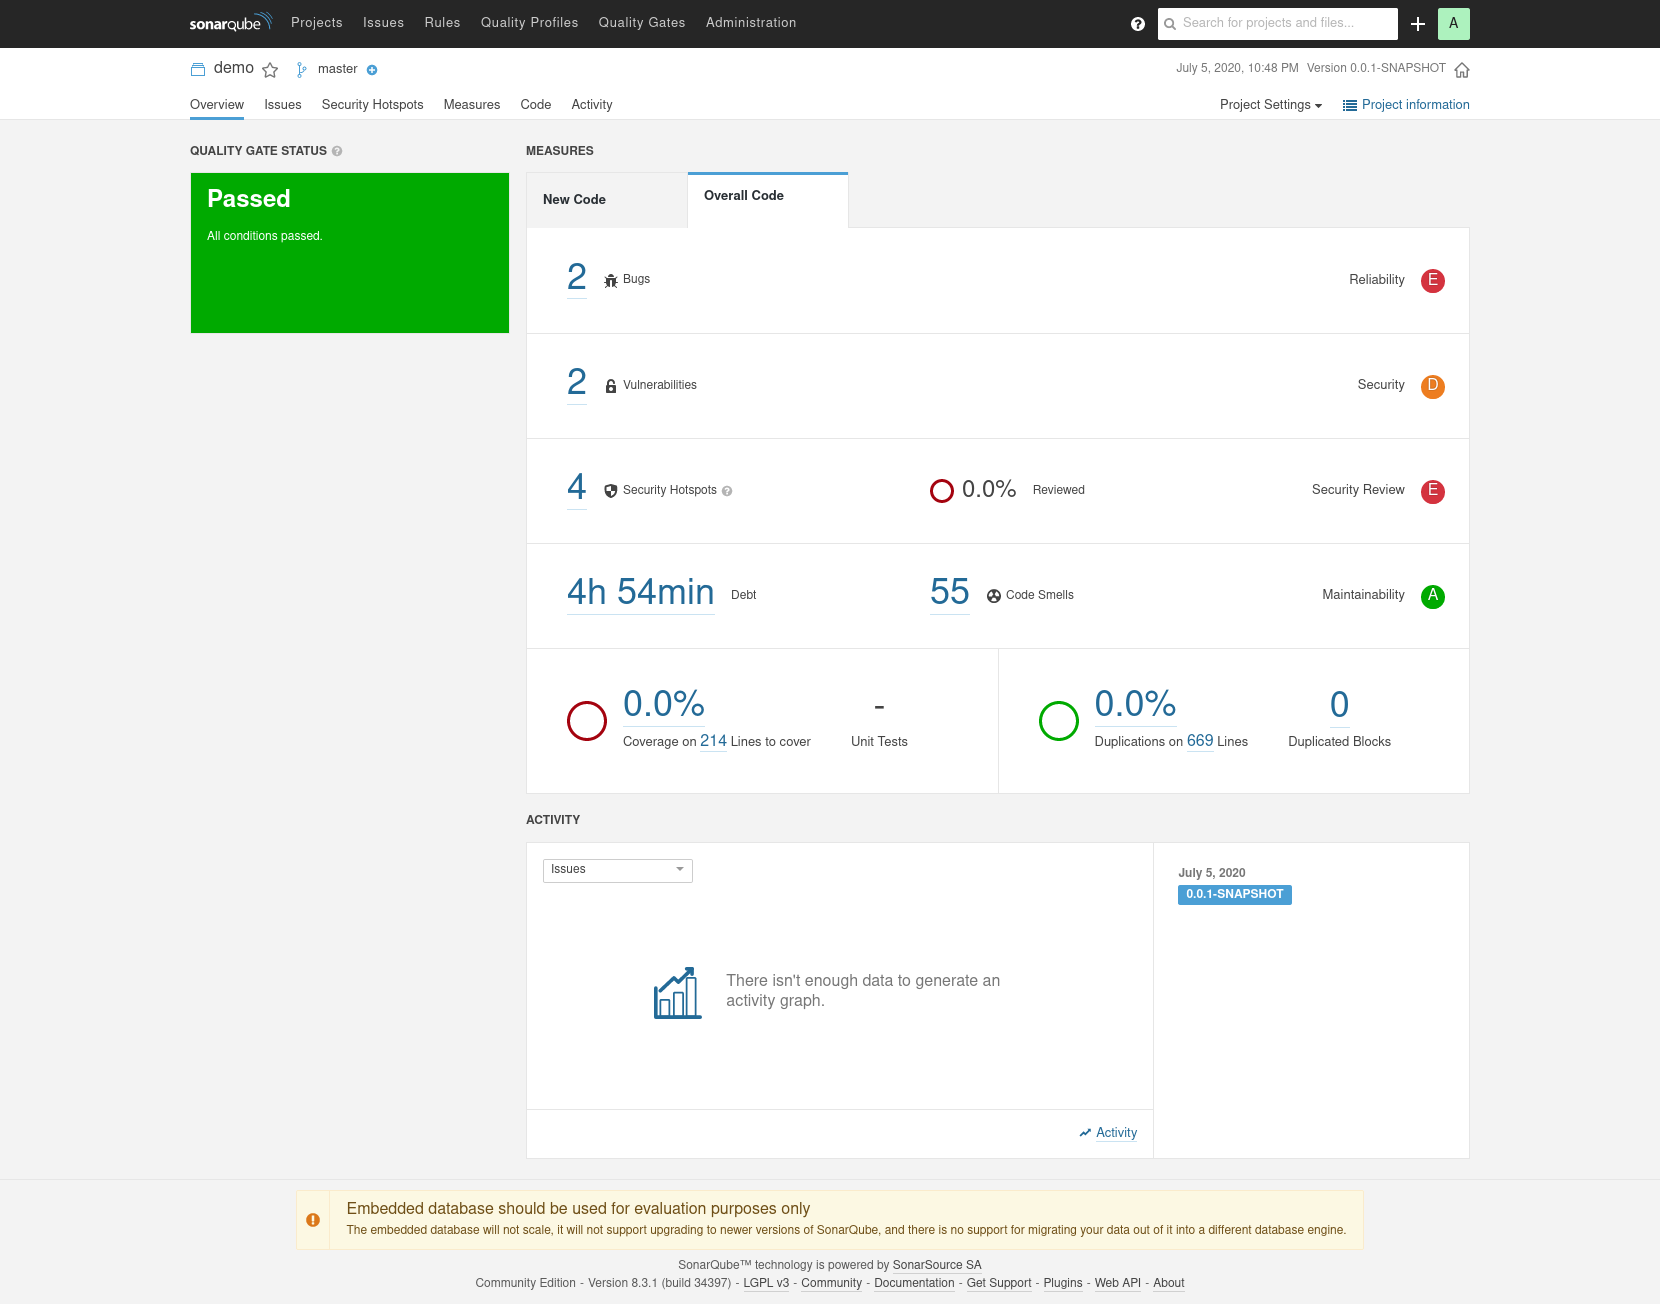 sonarqube Projects Issues Rules Quality Profiles Quality Gates Administration ? Search for projects and files... A
demo master July 5, 2020, 10:48 PM Version 0.0.1-SNAPSHOT
Overview Issues Security Hotspots Measures Code Activity Project Settings Project information
QUALITY GATE STATUS ? MEASURES
Passed
All conditions passed.
New Code Overall Code
2 Bugs Reliability E
2 Vulnerabilities Security D
4 Security Hotspots ? 0.0% Reviewed Security Review E
4h 54min Debt 55 Code Smells Maintainability A
0.0% - 0.0% 0
Coverage on 214 Lines to cover Unit Tests Duplications on 669 Lines Duplicated Blocks
ACTIVITY
Issues
July 5, 2020
0.0.1-SNAPSHOT
There isn't enough data to generate an
activity graph.
Activity
Embedded database should be used for evaluation purposes only
The embedded database will not scale, it will not support upgrading to newer versions of SonarQube, and there is no support for migrating your data out of it into a different database engine.
SonarQube™ technology is powered by SonarSource SA
Community Edition - Version 8.3.1 (build 34397) - LGPL v3 - Community - Documentation - Get Support - Plugins - Web API - About